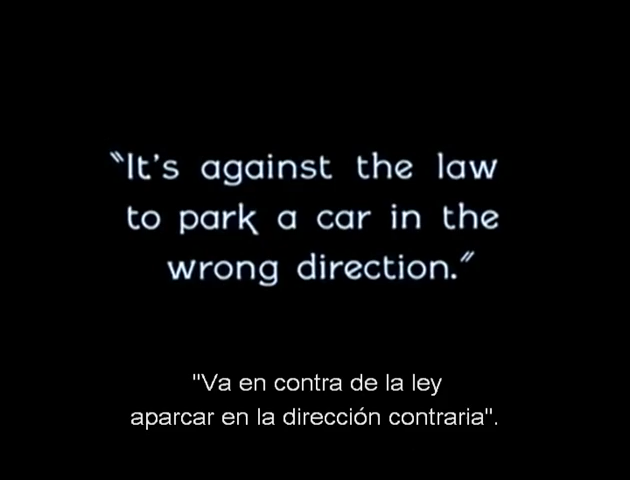 "It's against the law
to park a car in the
wrong direction."
"Va en contra de la ley
aparcar en la dirección contraria".